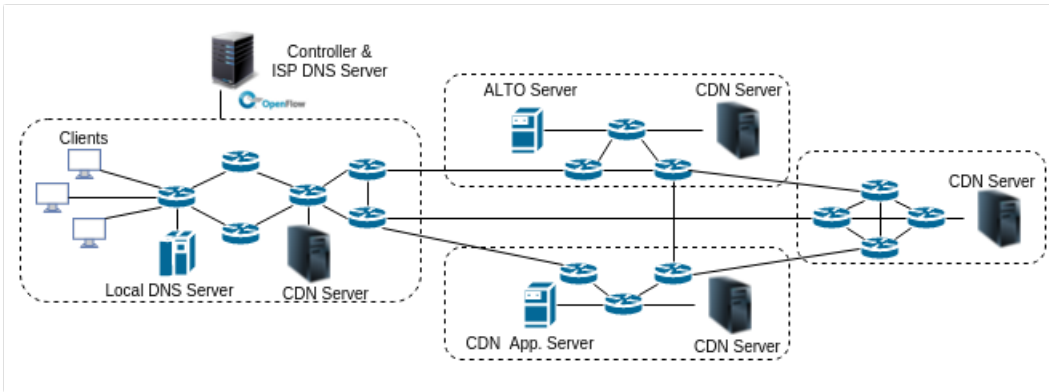 Controller &
ISP DNS Server
OpenFlow
Clients
Local DNS Server
CDN Server
ALTO Server
CDN Server
CDN Server
CDN App. Server
CDN Server